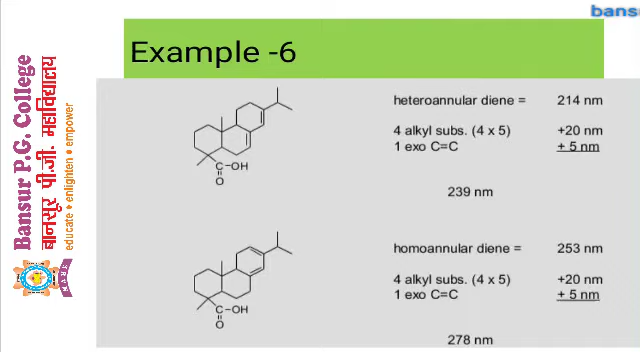 bansu
Example -6
Bansur P.G. College
बानसूर पी.जी. महाविद्यालय
educate • enlighten • empower
heteroannular diene = 214 nm
4 alkyl subs. (4 x 5) +20 nm
1 exo C=C + 5 nm
239 nm
C-OH
O
homoannular diene = 253 nm
4 alkyl subs. (4 x 5) +20 nm
1 exo C=C + 5 nm
278 nm
C-OH
O